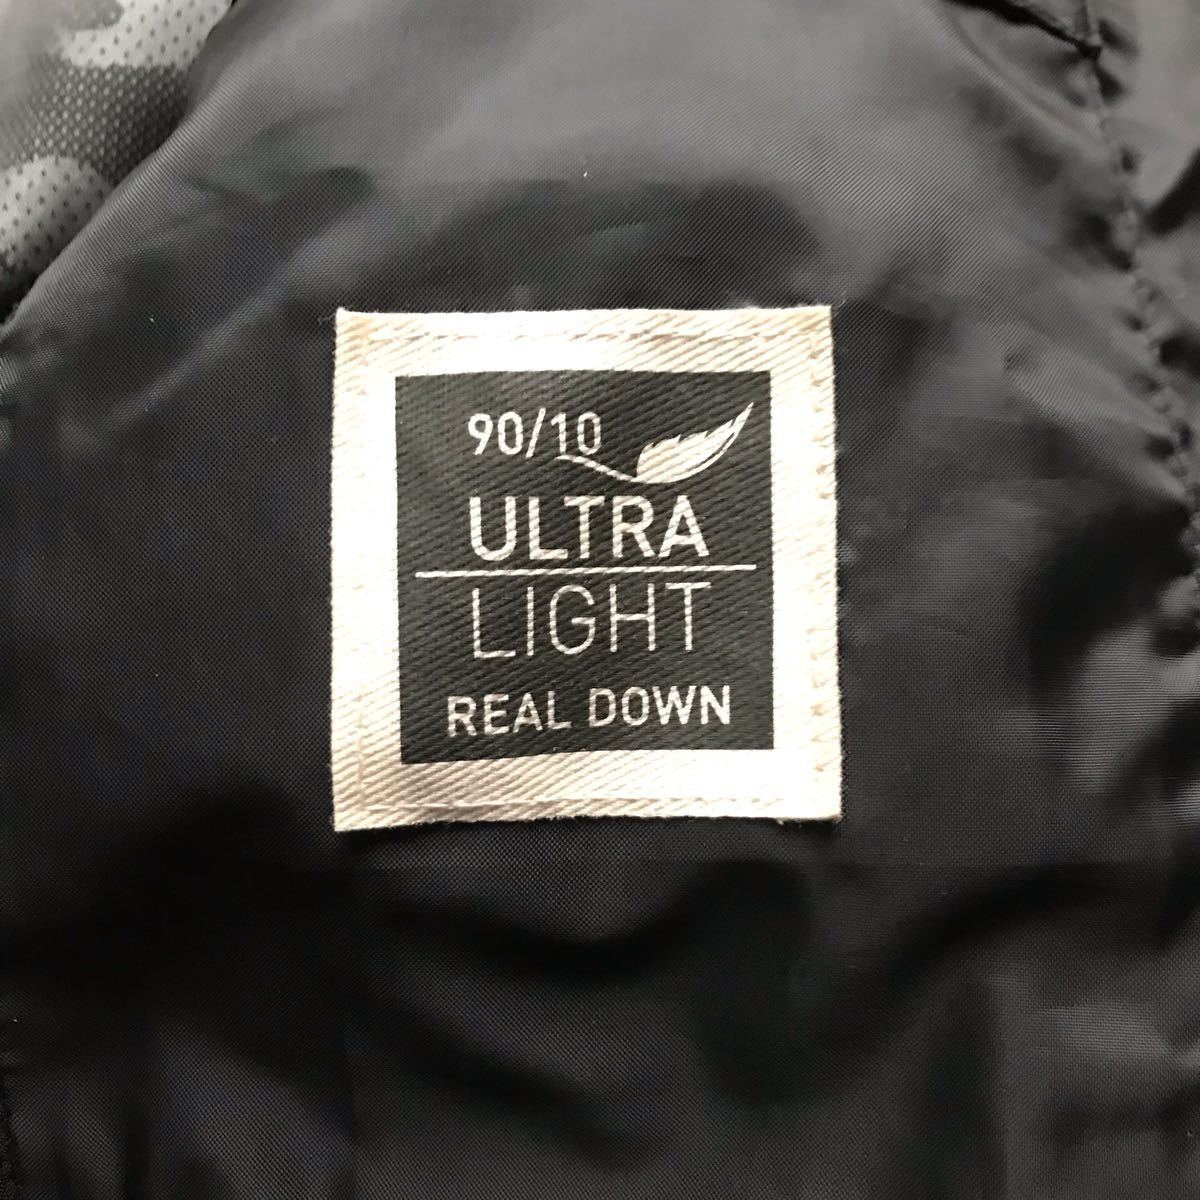 90/10
ULTRA
LIGHT
REAL DOWN